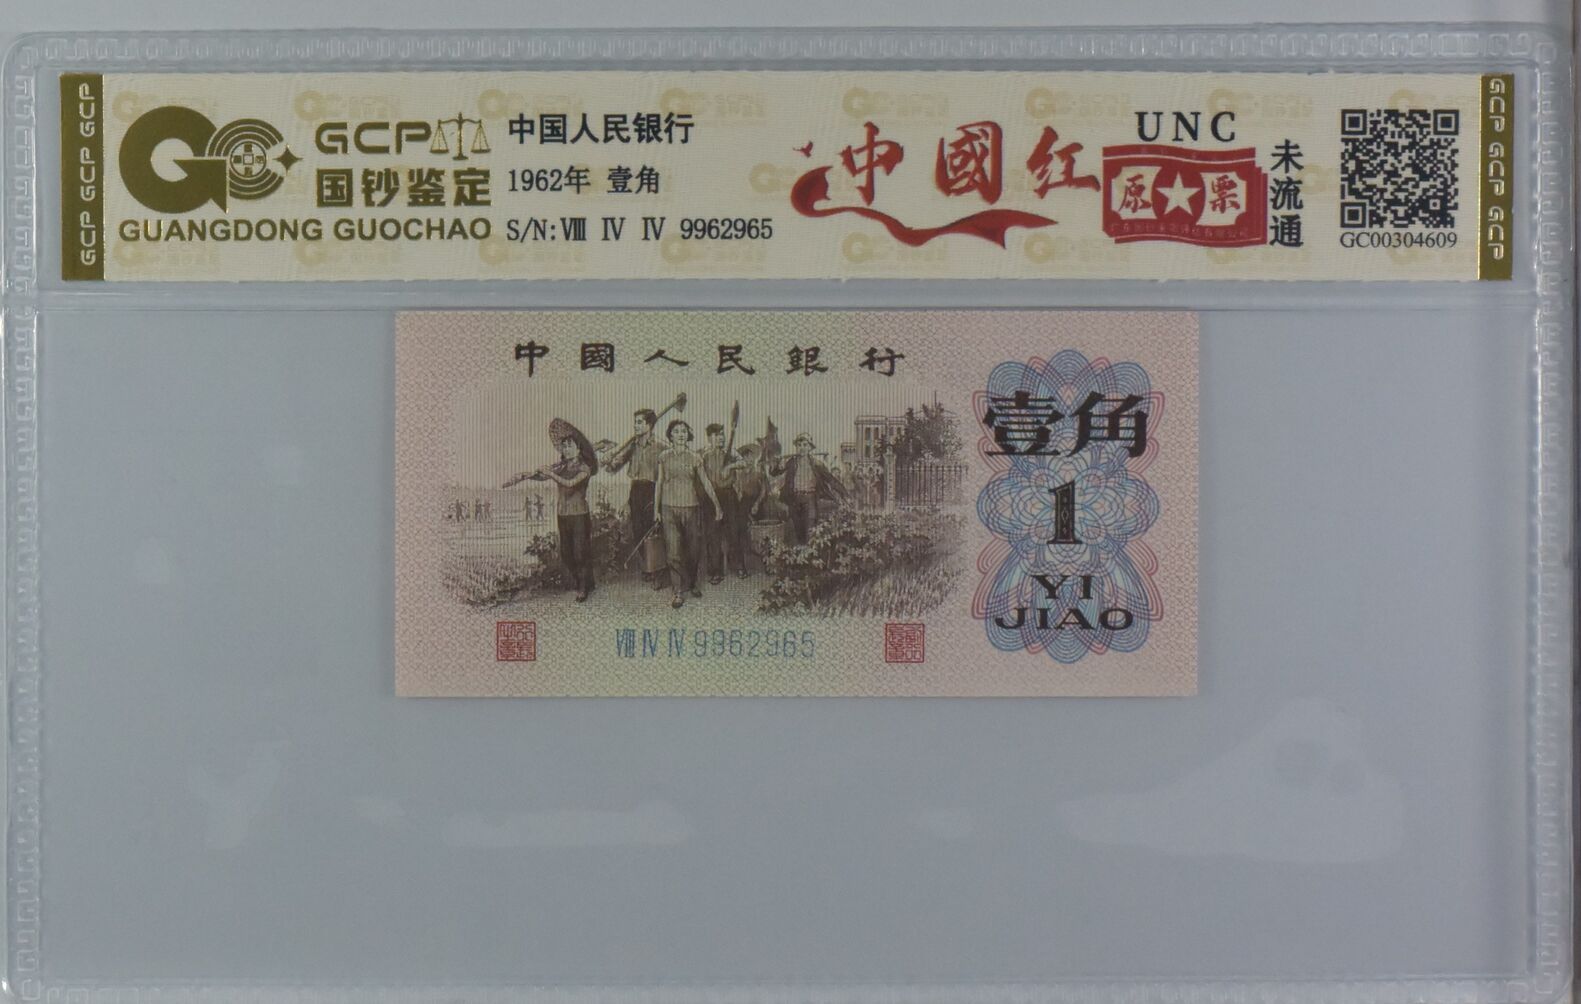 GCP GCP GCP
GCP
国钞鉴定
GUANGDONG GUOCHAO
中国人民银行
1962年 壹角
S/N:Ⅷ Ⅳ Ⅳ 9962965
中國红
UNC
原★票
未流通
GC00304609
GCP GCP GCP
中國人民銀行
壹角
1
YI
JIAO
Ⅷ Ⅳ Ⅳ 9962965